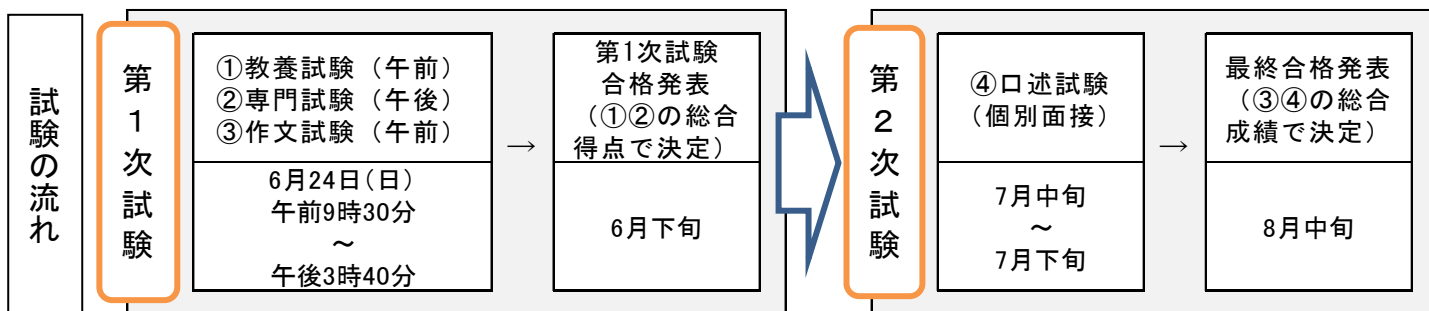 試験の流れ
第1次試験
①教養試験（午前）
②専門試験（午後）
③作文試験（午前）
6月24日(日)
午前9時30分
～
午後3時40分
→
第1次試験
合格発表
（①②の総合
得点で決定）
6月下旬
第2次試験
④口述試験
（個別面接）
7月中旬
～
7月下旬
→
最終合格発表
（③④の総合
成績で決定）
8月中旬